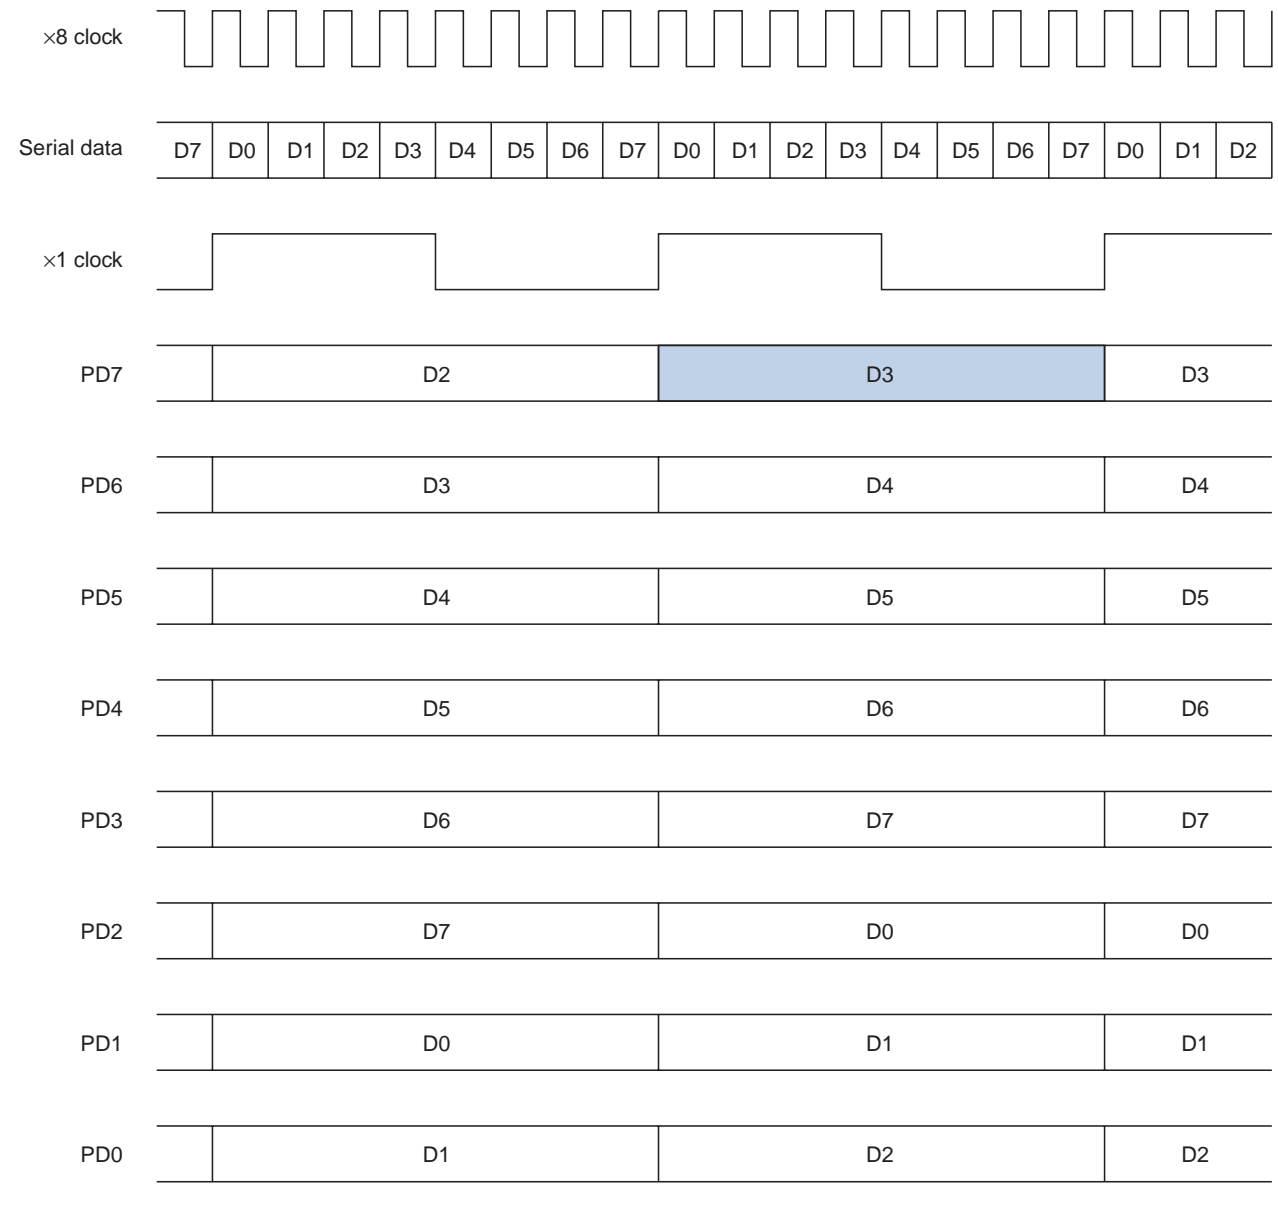 ×8 clock
Serial data D7 D0 D1 D2 D3 D4 D5 D6 D7 D0 D1 D2 D3 D4 D5 D6 D7 D0 D1 D2
×1 clock
PD7 D2 D3 D3
PD6 D3 D4 D4
PD5 D4 D5 D5
PD4 D5 D6 D6
PD3 D6 D7 D7
PD2 D7 D0 D0
PD1 D0 D1 D1
PD0 D1 D2 D2